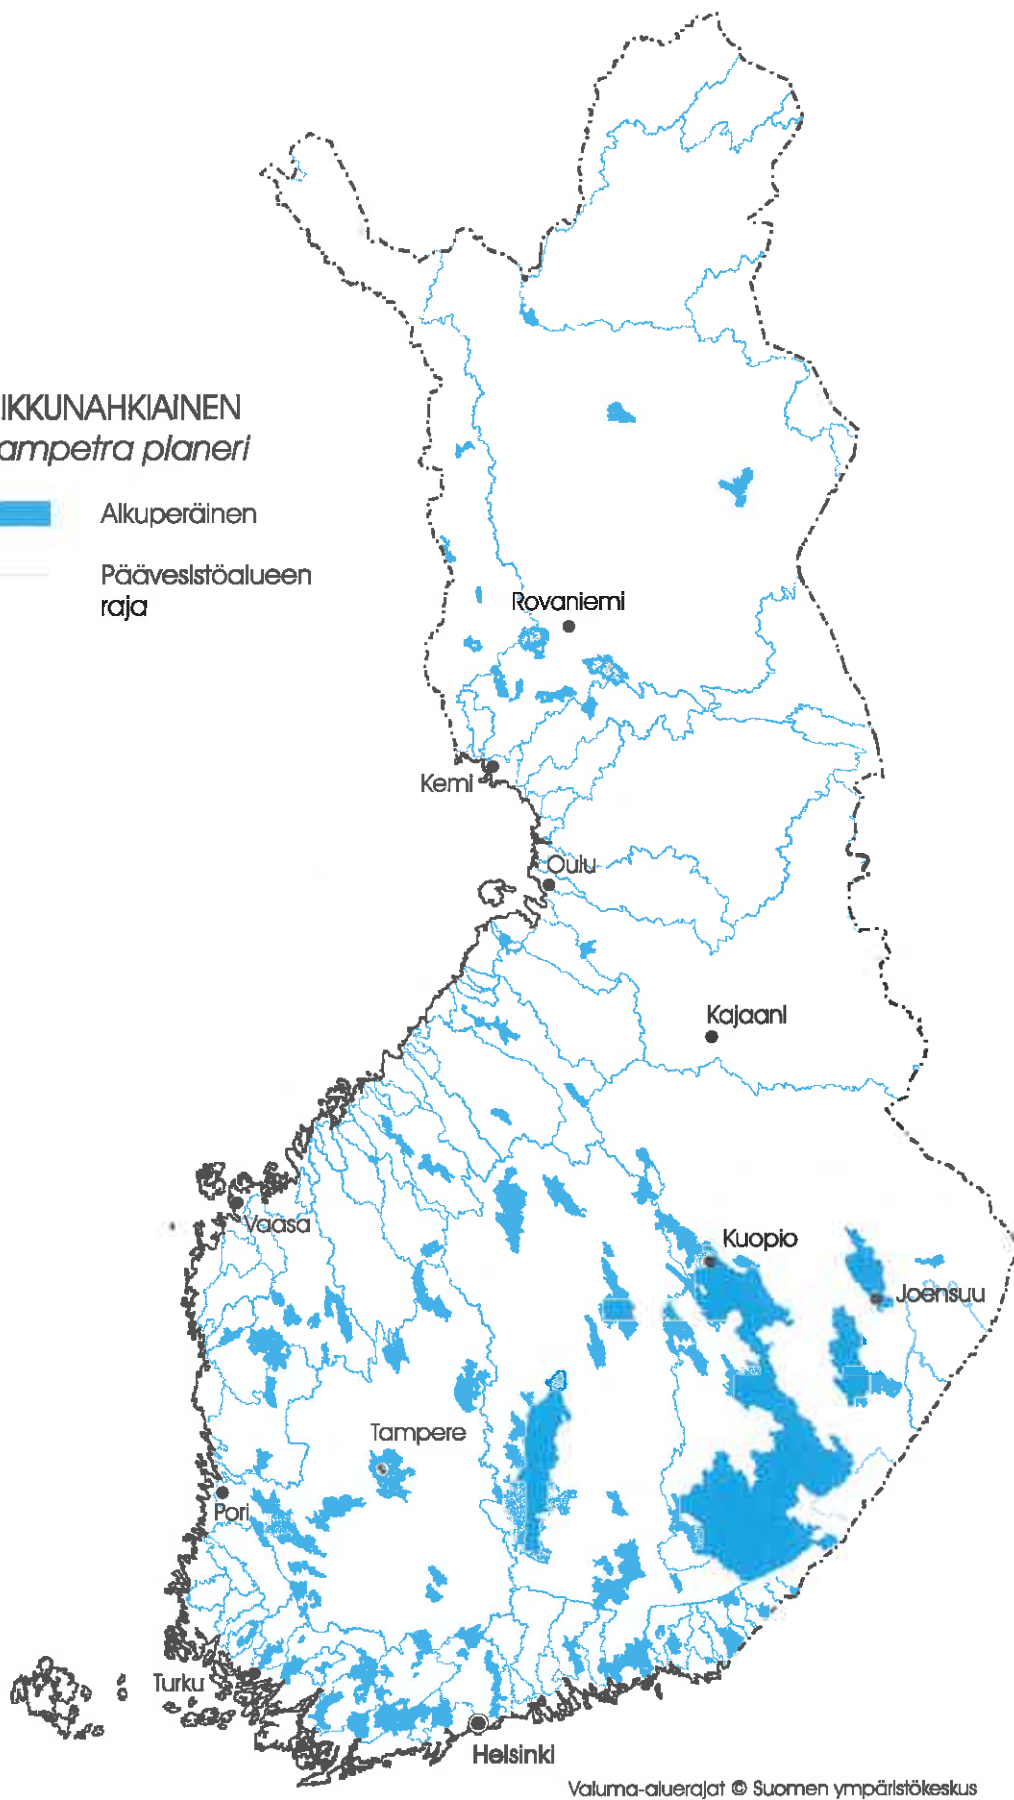 IKKUNAHKIAINEN
ampetra planeri
Alkuperäinen
Päävesistöalueen
raja
Rovaniemi
Kemi
Oulu
Kajaani
Vaasa
Kuopio
Joensuu
Tampere
Pori
Turku
Helsinki
Valuma-aluerajat © Suomen ympäristökeskus